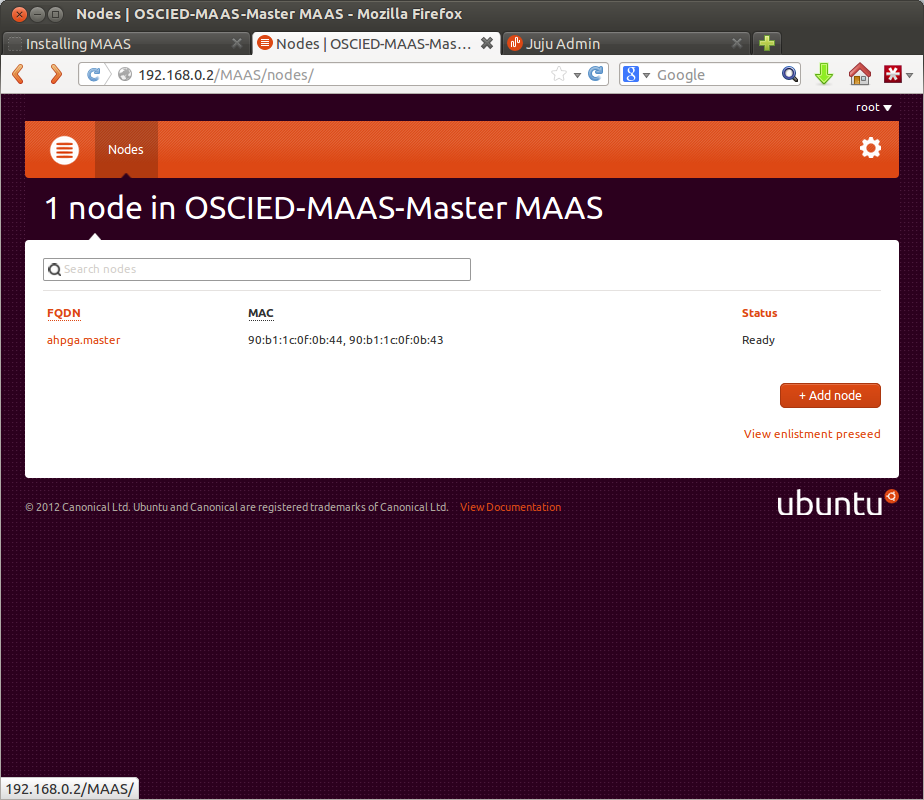 Nodes | OSCIED-MAAS-Master MAAS - Mozilla Firefox
Installing MAAS
Nodes | OSCIED-MAAS-Mas...
Juju Admin
192.168.0.2/MAAS/nodes/
Google
root
Nodes
1 node in OSCIED-MAAS-Master MAAS
Search nodes
FQDN MAC Status
ahpga.master 90:b1:1c:0f:0b:44, 90:b1:1c:0f:0b:43 Ready
+ Add node
View enlistment preseed
© 2012 Canonical Ltd. Ubuntu and Canonical are registered trademarks of Canonical Ltd. View Documentation
ubuntu
192.168.0.2/MAAS/